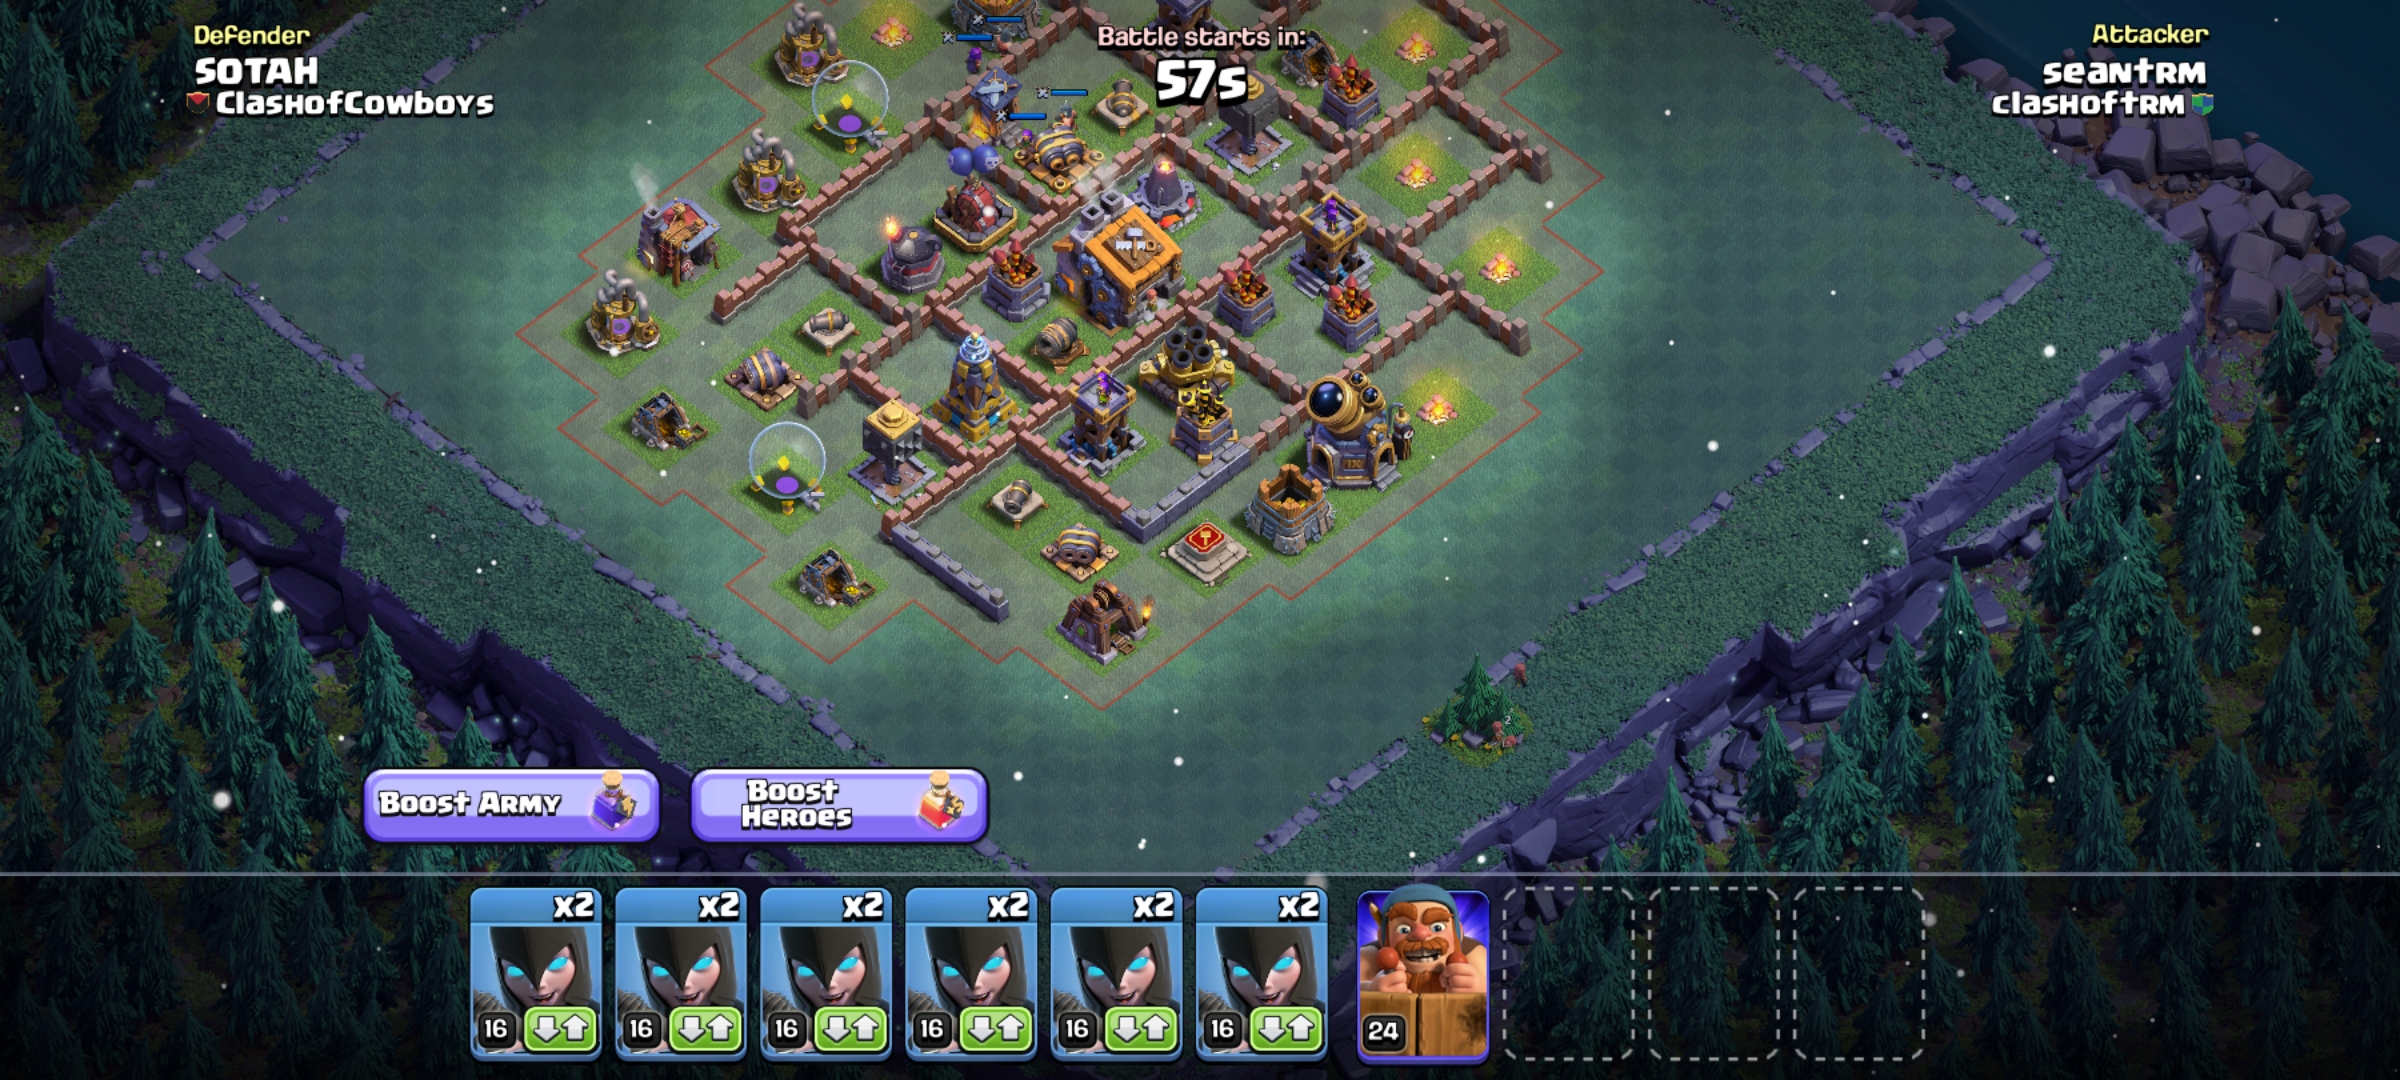 Defender
SOTAH
ClashofCowboys
Battle starts in:
57s
Attacker
seantRM
clashoftRM
Boost Army
Boost
Heroes
x2
x2
x2
x2
x2
x2
16
16
16
16
16
16
24